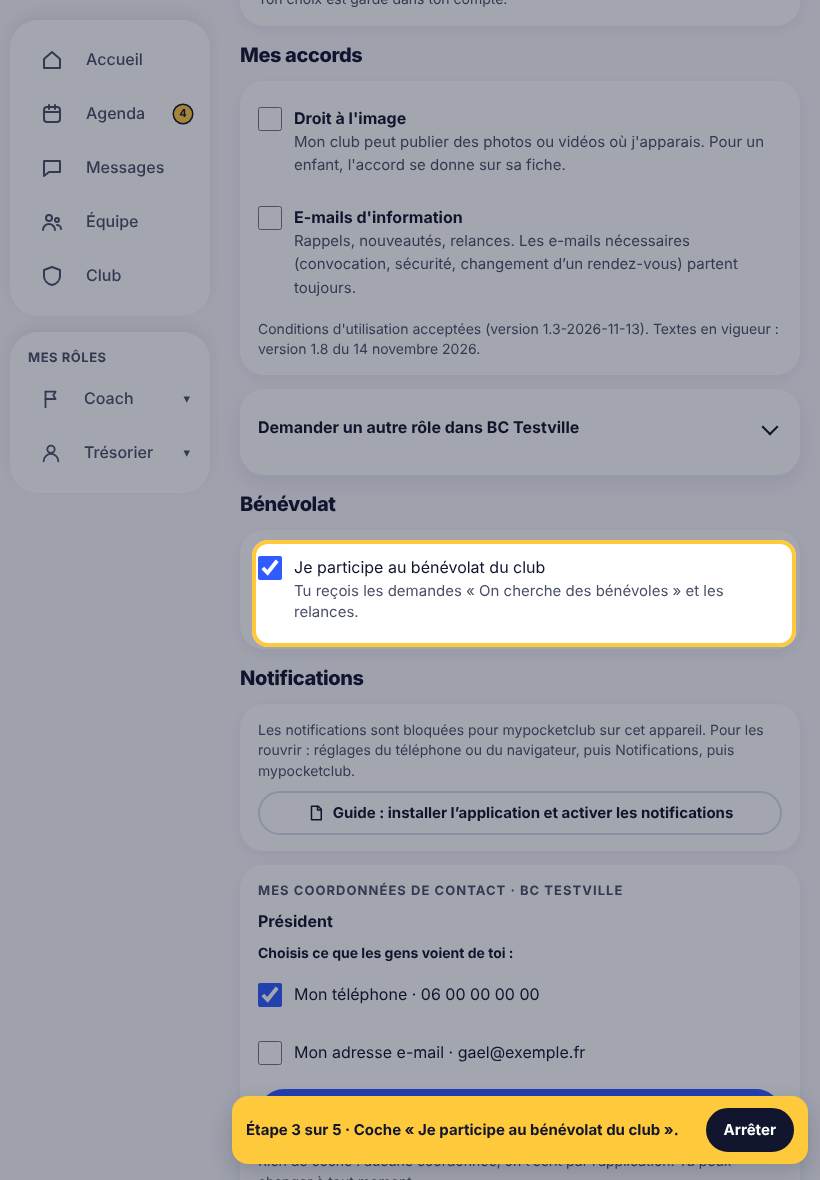 Ton choix est gardé dans ton compte.
Accueil
Agenda 4
Messages
Équipe
Club
MES RÔLES
Coach ▾
Trésorier ▾
Mes accords
Droit à l'image
Mon club peut publier des photos ou vidéos où j'apparais. Pour un
enfant, l'accord se donne sur sa fiche.
E-mails d'information
Rappels, nouveautés, relances. Les e-mails nécessaires
(convocation, sécurité, changement d’un rendez-vous) partent
toujours.
Conditions d'utilisation acceptées (version 1.3-2026-11-13). Textes en vigueur :
version 1.8 du 14 novembre 2026.
Demander un autre rôle dans BC Testville
Bénévolat
Je participe au bénévolat du club
Tu reçois les demandes « On cherche des bénévoles » et les
relances.
Notifications
Les notifications sont bloquées pour mypocketclub sur cet appareil. Pour les
rouvrir : réglages du téléphone ou du navigateur, puis Notifications, puis
mypocketclub.
Guide : installer l’application et activer les notifications
MES COORDONNÉES DE CONTACT · BC TESTVILLE
Président
Choisis ce que les gens voient de toi :
Mon téléphone · 06 00 00 00 00
Mon adresse e-mail · gael@exemple.fr
Étape 3 sur 5 · Coche « Je participe au bénévolat du club ».
Arrêter